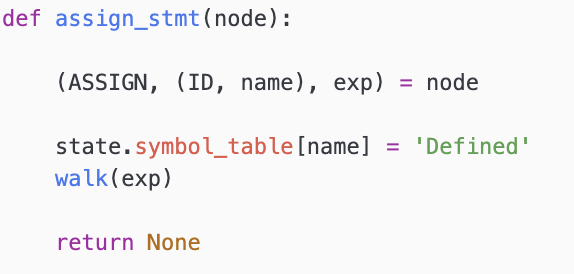 def assign_stmt(node):
    (ASSIGN, (ID, name), exp) = node
    state.symbol_table[name] = 'Defined'
    walk(exp)
    return None